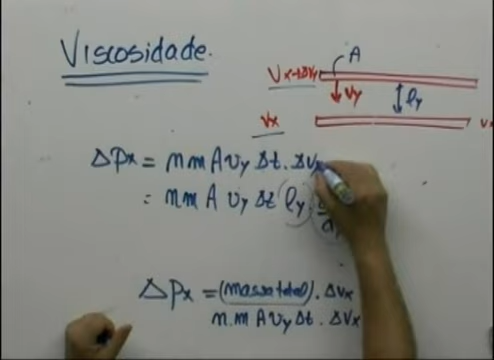 Viscosidade.
A
Vx+ΔVx
Vy
ℓy
Vx
ΔPx = n m A Vy Δt . ΔVx
= n m A Vy Δt ℓy
ΔPx = (massa total) . ΔVx
n . m A Vy Δt . ΔVx